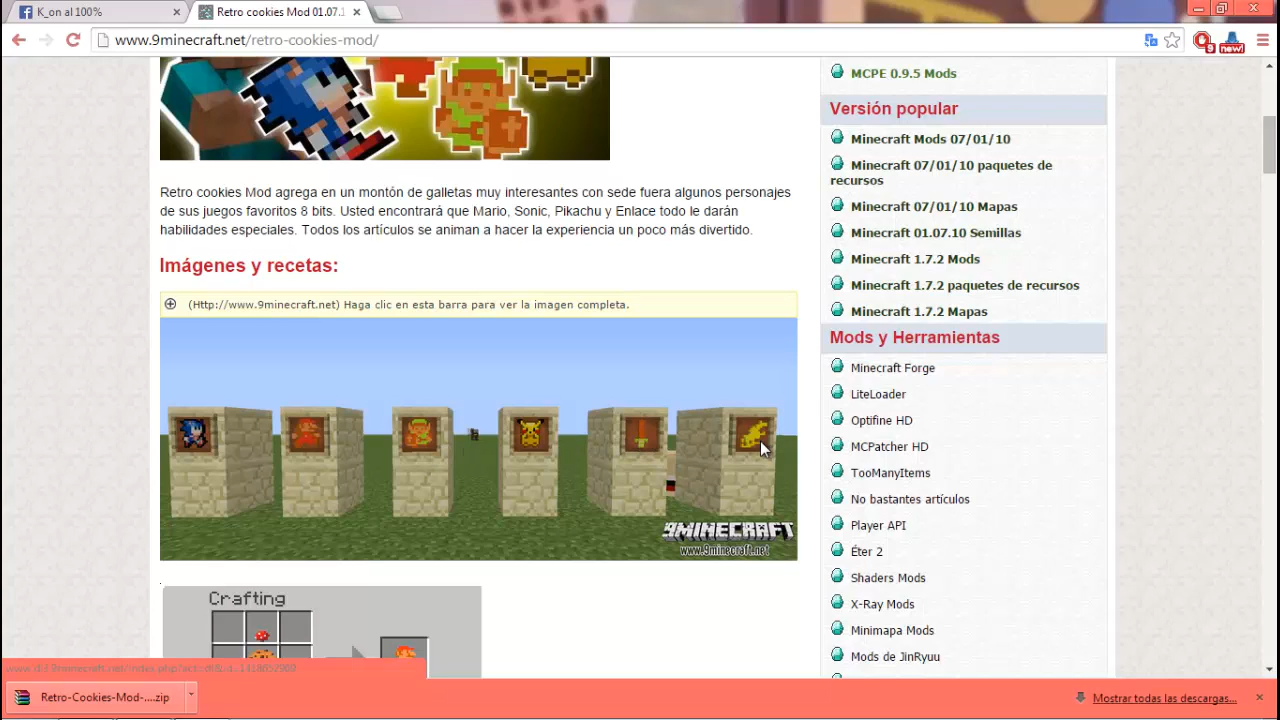 K_on al 100%
Retro cookies Mod 01.07.1
www.9minecraft.net/retro-cookies-mod/
9
new!
MCPE 0.9.5 Mods
Versión popular
Minecraft Mods 07/01/10
Minecraft 07/01/10 paquetes de
recursos
Minecraft 07/01/10 Mapas
Minecraft 01.07.10 Semillas
Minecraft 1.7.2 Mods
Minecraft 1.7.2 paquetes de recursos
Minecraft 1.7.2 Mapas
Mods y Herramientas
Minecraft Forge
LiteLoader
Optifine HD
MCPatcher HD
TooManyItems
No bastantes artículos
Player API
Éter 2
Shaders Mods
X-Ray Mods
Minimapa Mods
Mods de JinRyuu
Retro cookies Mod agrega en un montón de galletas muy interesantes con sede fuera algunos personajes
de sus juegos favoritos 8 bits. Usted encontrará que Mario, Sonic, Pikachu y Enlace todo le darán
habilidades especiales. Todos los artículos se animan a hacer la experiencia un poco más divertido.
Imágenes y recetas:
(Http://www.9minecraft.net) Haga clic en esta barra para ver la imagen completa.
9MINECRAFT
www.9minecraft.net
.
Crafting
Retro-Cookies-Mod-....zip
Mostrar todas las descargas...